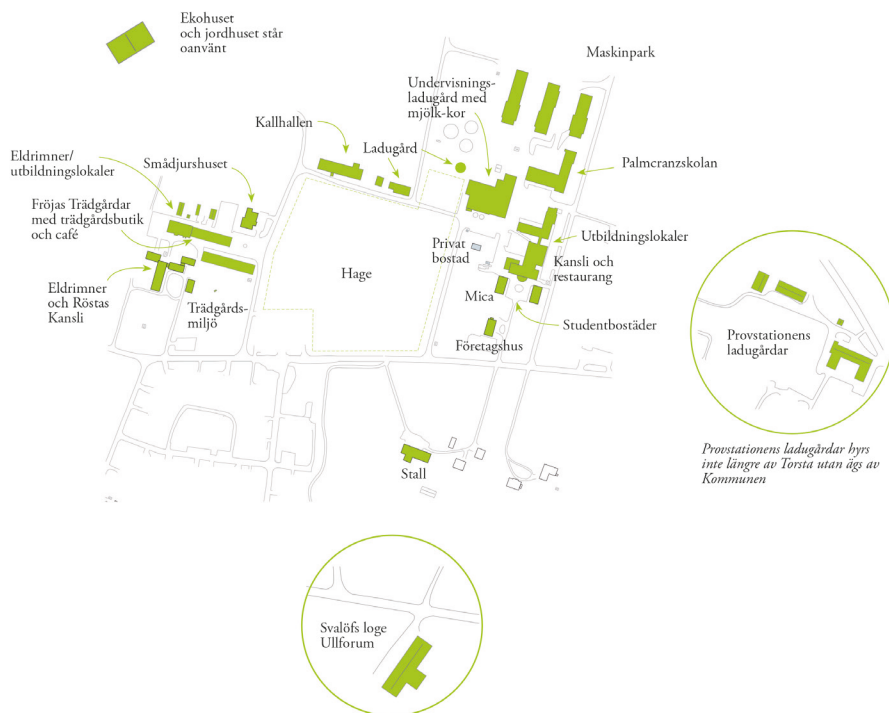 Ekohuset
och jordhuset står
oanvänt
Maskinpark
Undervisnings-
ladugård med
mjölk-kor
Kallhallen
Ladugård
Eldrimner/
utbildningslokaler
Smådjurshuset
Palmcranzskolan
Fröjas Trädgårdar
med trädgårdsbutik
och café
Utbildningslokaler
Privat
bostad
Kansli och
restaurang
Hage
Eldrimner
och Röstas
Kansli
Trädgårds-
miljö
Mica
Studentbostäder
Företagshus
Provstationens
ladugårdar
Provstationens ladugårdar hyrs
inte längre av Torsta utan ägs av
Kommunen
Stall
Svalöfs loge
Ullforum